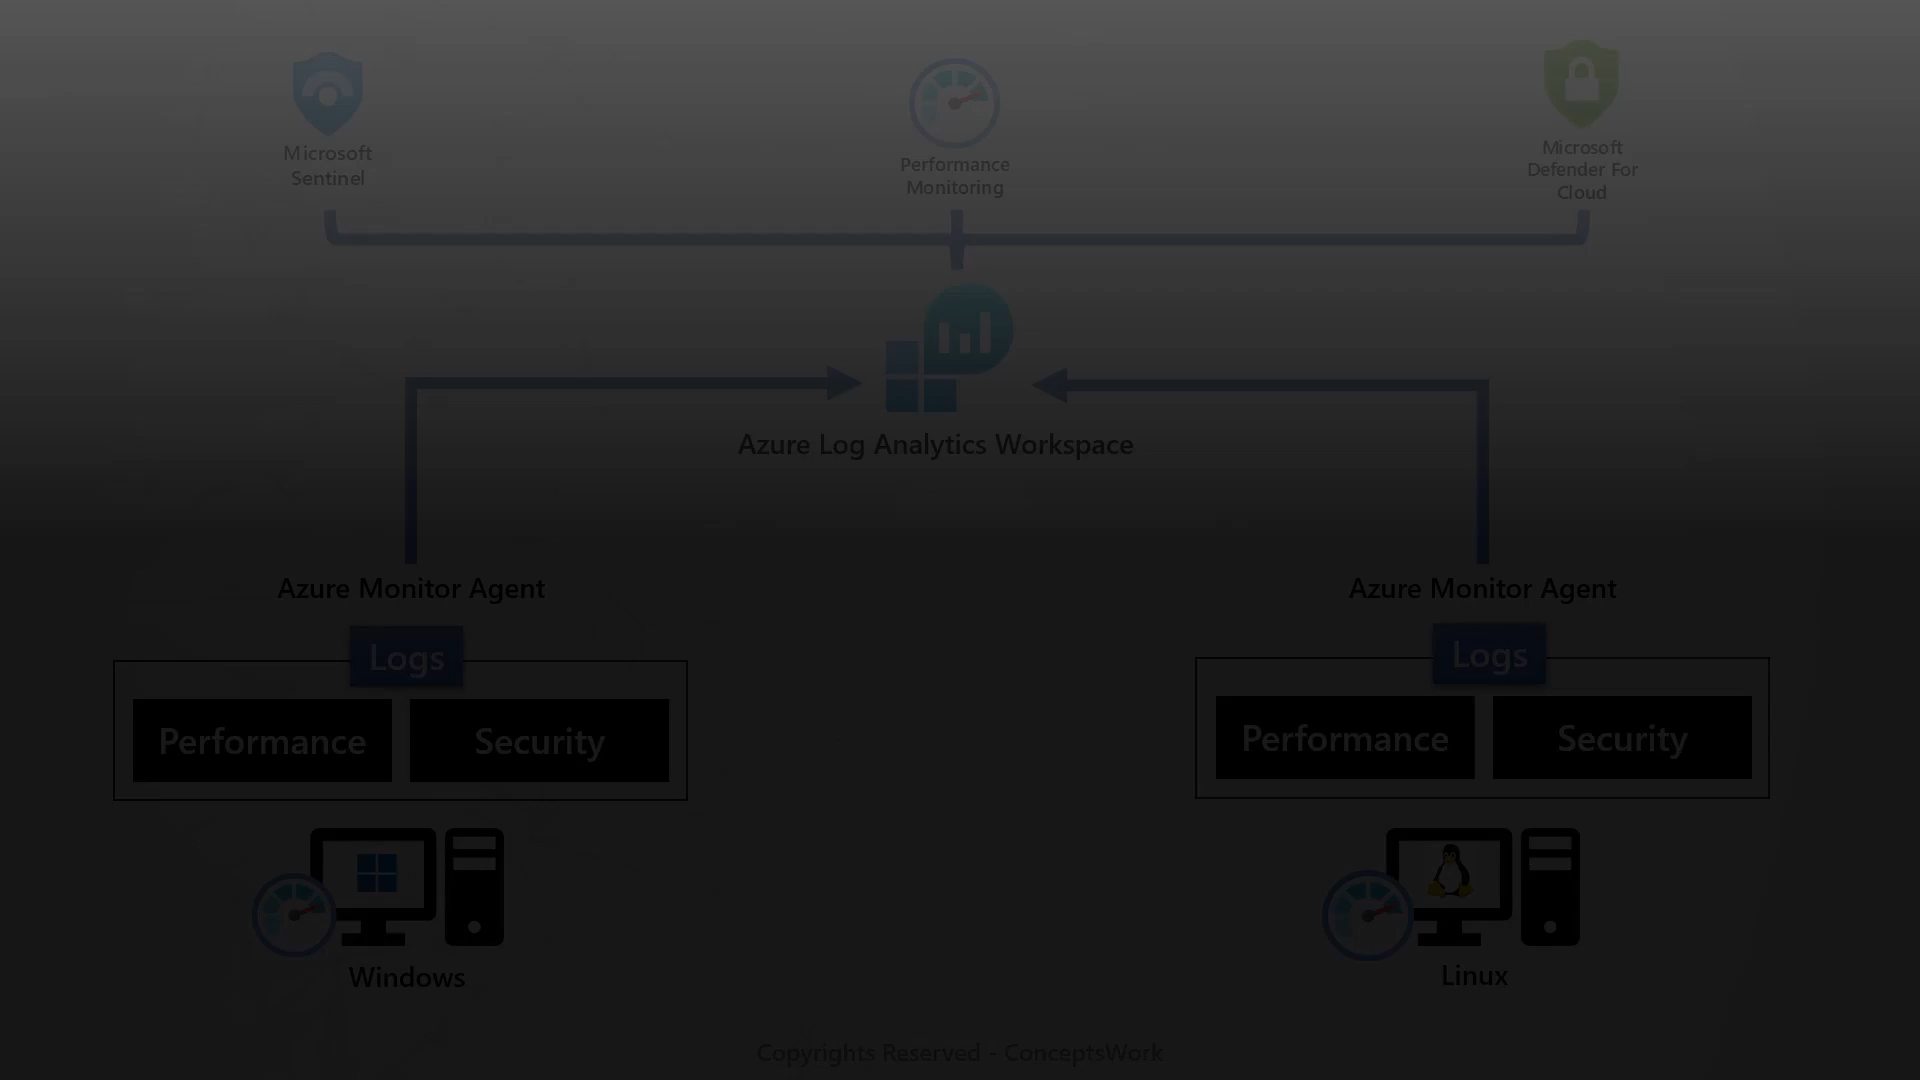 Microsoft
Sentinel
Performance
Monitoring
Microsoft
Defender For
Cloud
Azure Log Analytics Workspace
Azure Monitor Agent
Logs
Performance
Security
Windows
Azure Monitor Agent
Logs
Performance
Security
Linux
Copyrights Reserved - ConceptsWork